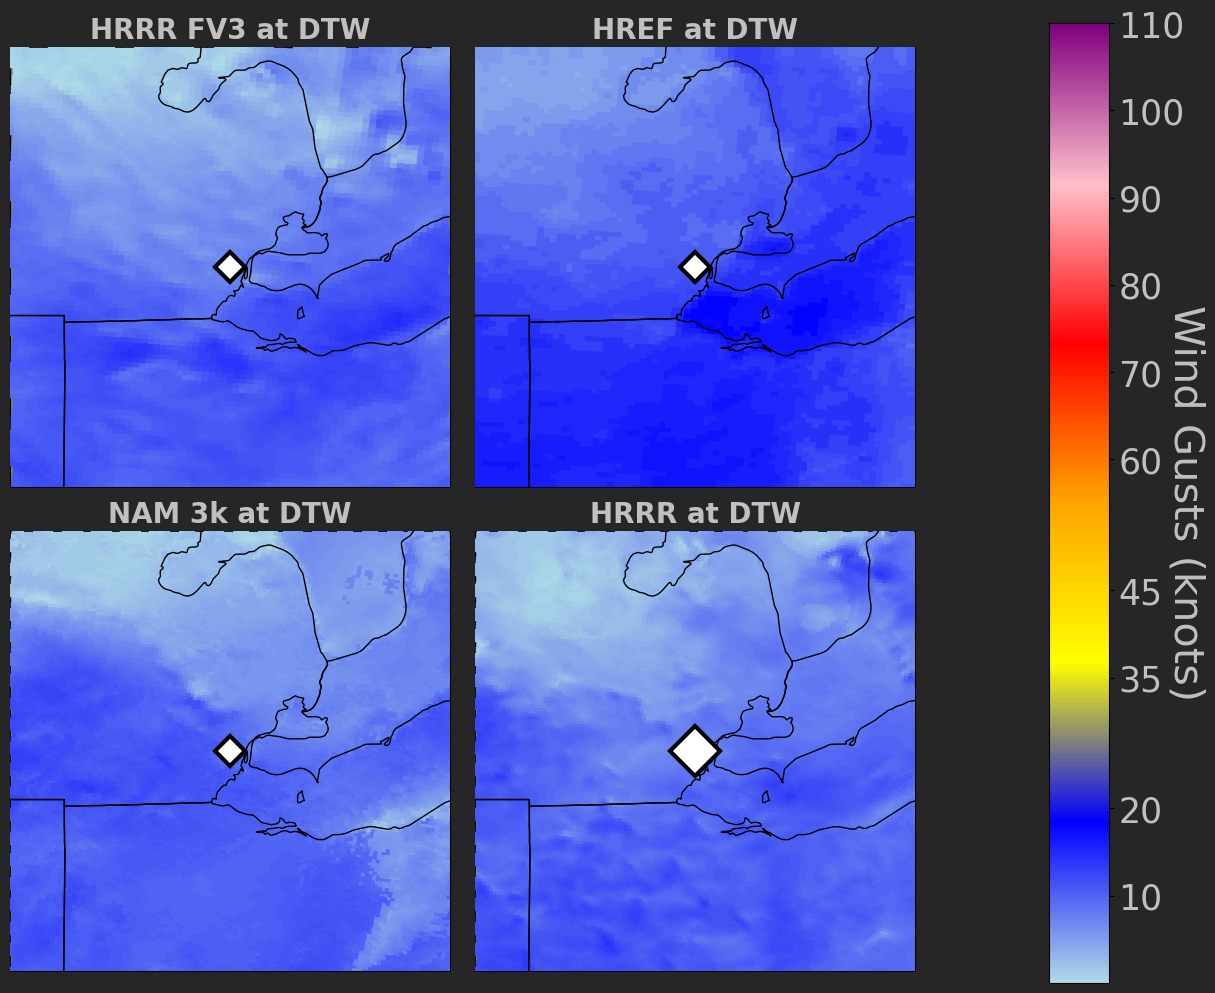 HRRR FV3 at DTW
HREF at DTW
NAM 3k at DTW
HRRR at DTW
110
100
90
80
70
60
45
35
20
10
Wind Gusts (knots)